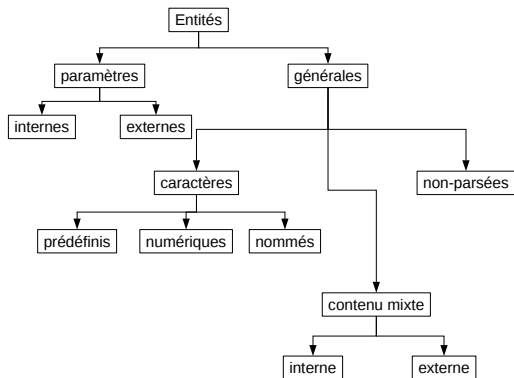 Entités
paramètres
générales
internes
externes
caractères
non-parsées
prédéfinis
numériques
nommés
contenu mixte
interne
externe